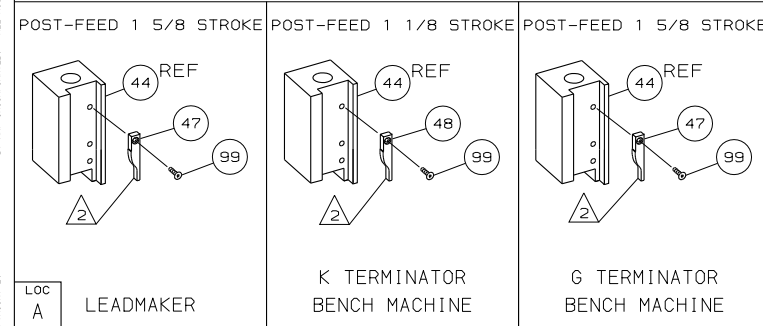 POST-FEED 1 5/8 STROKE
44 REF
47
99
2
LOC
A
LEADMAKER
POST-FEED 1 1/8 STROKE
44 REF
48
99
2
K TERMINATOR
BENCH MACHINE
POST-FEED 1 5/8 STROKE
44 REF
47
99
2
G TERMINATOR
BENCH MACHINE